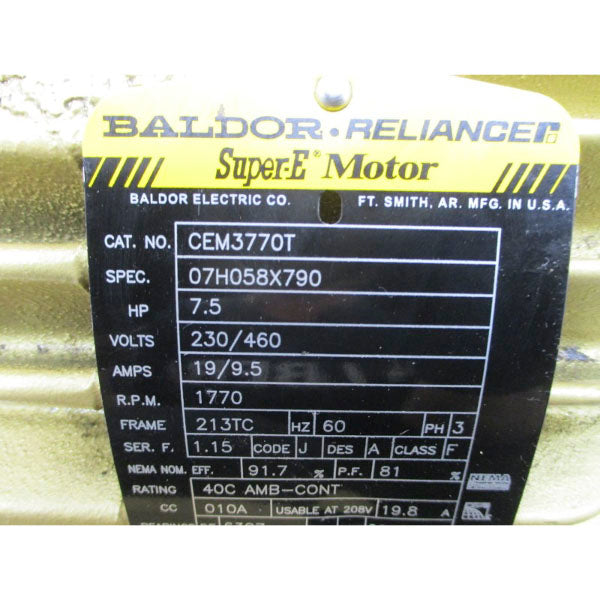 BALDOR • RELIANCE
Super-E® Motor
BALDOR ELECTRIC CO. FT. SMITH, AR. MFG. IN U.S.A.
CAT. NO. CEM3770T
SPEC. 07H058X790
HP 7.5
VOLTS 230/460
AMPS 19/9.5
R.P.M. 1770
FRAME 213TC HZ 60 PH 3
SER. F. 1.15 CODE J DES A CLASS F
NEMA NOM. EFF. 91.7 % P.F. 81 % NEMA
RATING 40C AMB-CONT
CC 010A USABLE AT 208V 19.8 A